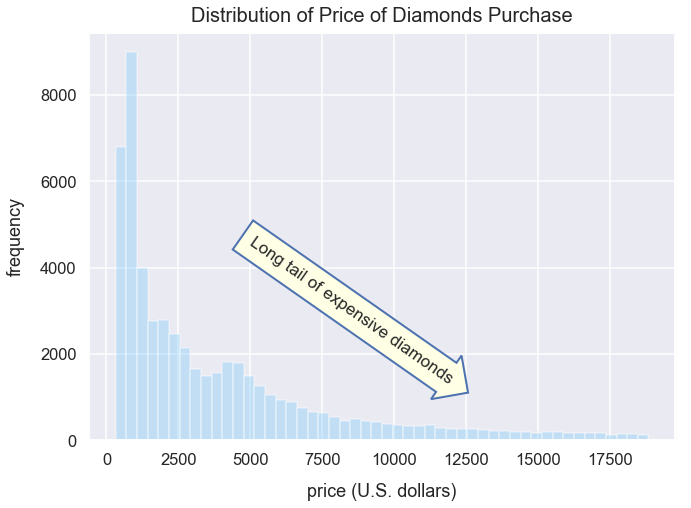 Distribution of Price of Diamonds Purchase
8000
6000
4000
2000
0
frequency
Long tail of expensive diamonds
0 2500 5000 7500 10000 12500 15000 17500
price (U.S. dollars)